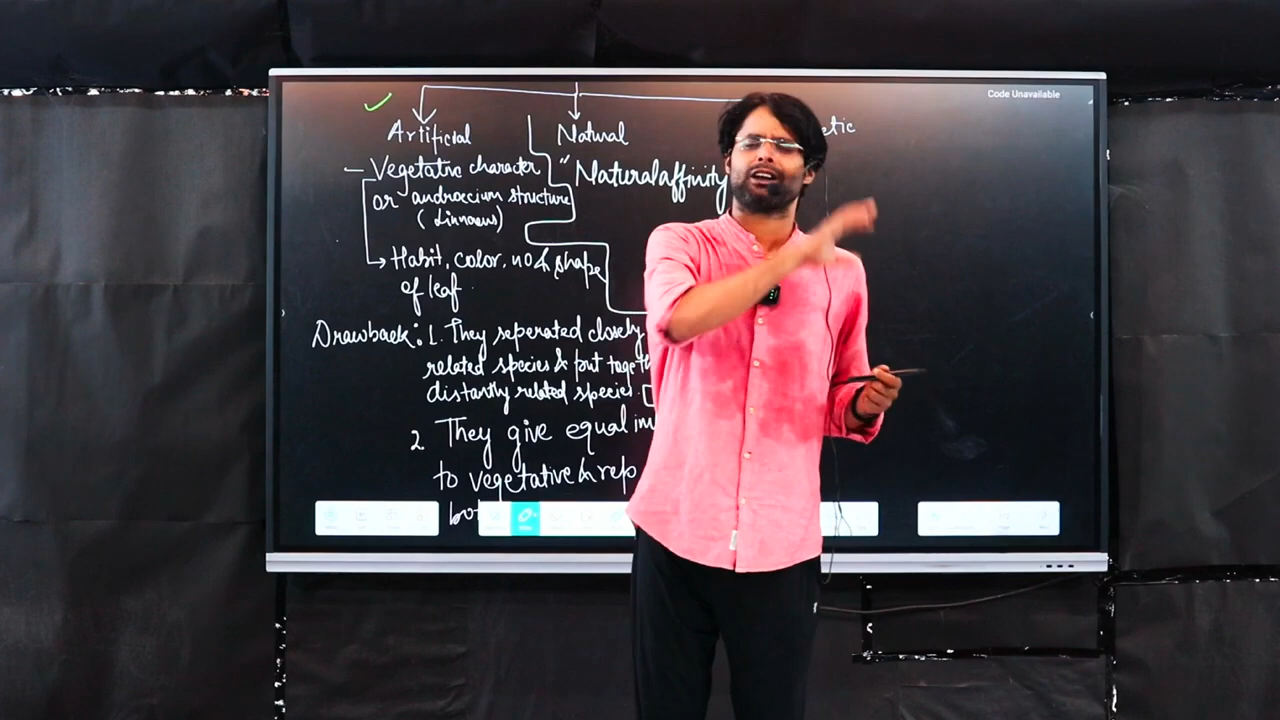 Code Unavailable
Artificial
Natural
etic
- Vegetative character
or androecium structure
(Linnaeus)
"Natural affinity
→ Habit, color, no & shape
of leaf.
Drawback: 1. They seperated closely
related species & put togeth
distantly related species.
2. They give equal im
to vegetative & rep
bot